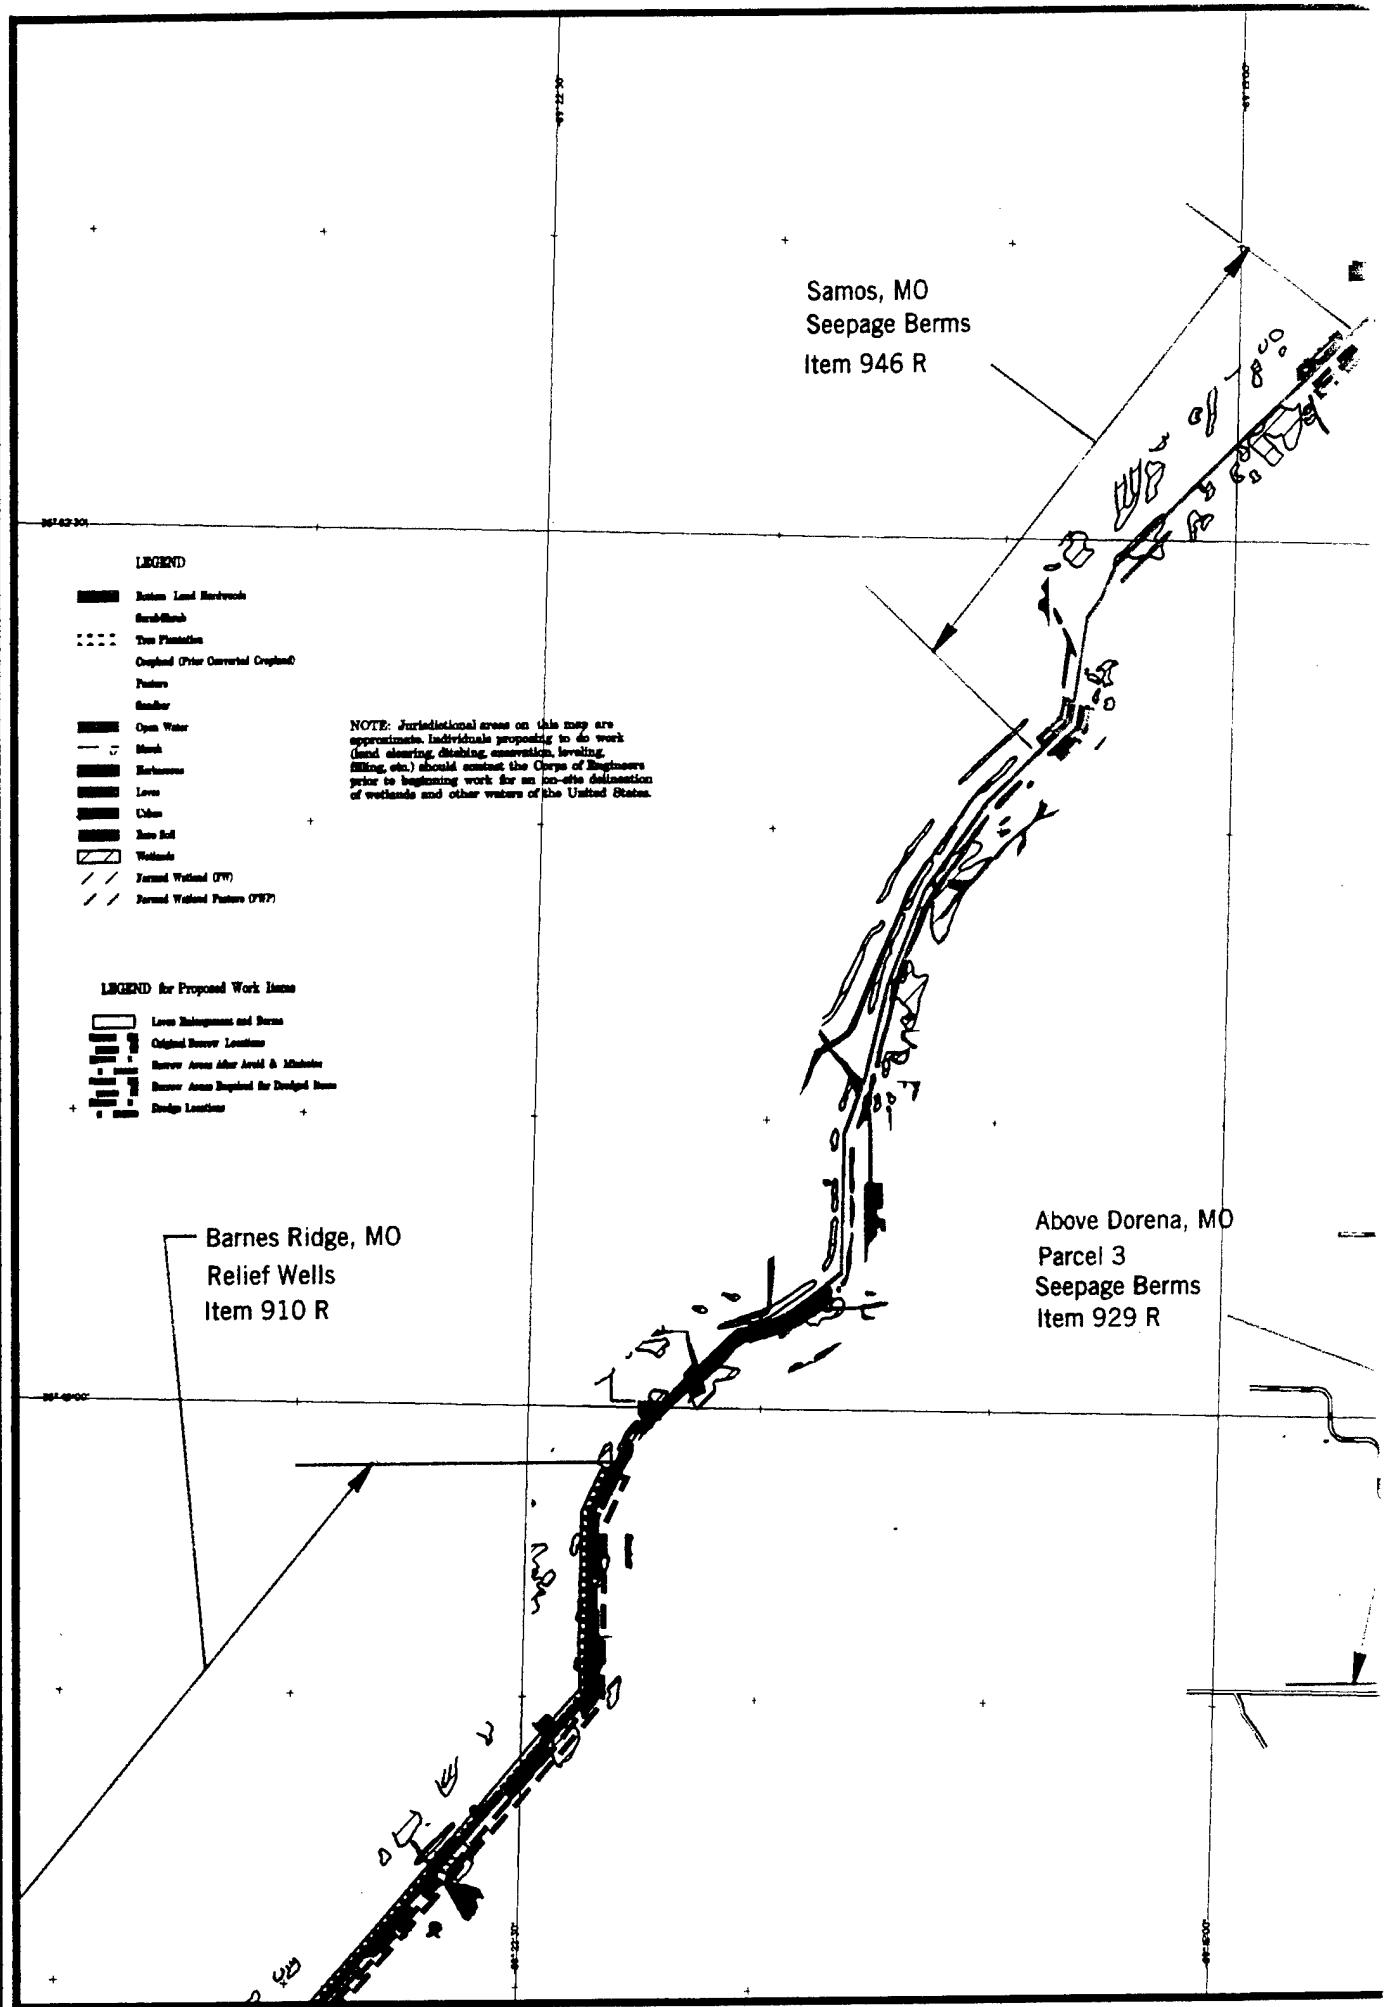 Samos, MO
Seepage Berms
Item 946 R
LEGEND
Bottom Land Hardwoods
Scrub-Shrub
Tree Plantation
Cropland (Prior Converted Cropland)
Pasture
Sandbar
Open Water
Marsh
Herbaceous
Levee
Urban
Bare Soil
Wetlands
Farmed Wetland (FW)
Farmed Wetland Pasture (FWP)
NOTE: Jurisdictional areas on this map are
approximate. Individuals proposing to do work
(land clearing, ditching, excavation, leveling,
filling, etc.) should contact the Corps of Engineers
prior to beginning work for an on-site delineation
of wetlands and other waters of the United States.
LEGEND for Proposed Work Items
Levee Enlargement and Berms
Original Borrow Locations
Borrow Areas After Avoid & Minimize
Borrow Areas Required for Dredged Items
Dredge Locations
Barnes Ridge, MO
Relief Wells
Item 910 R
Above Dorena, MO
Parcel 3
Seepage Berms
Item 929 R